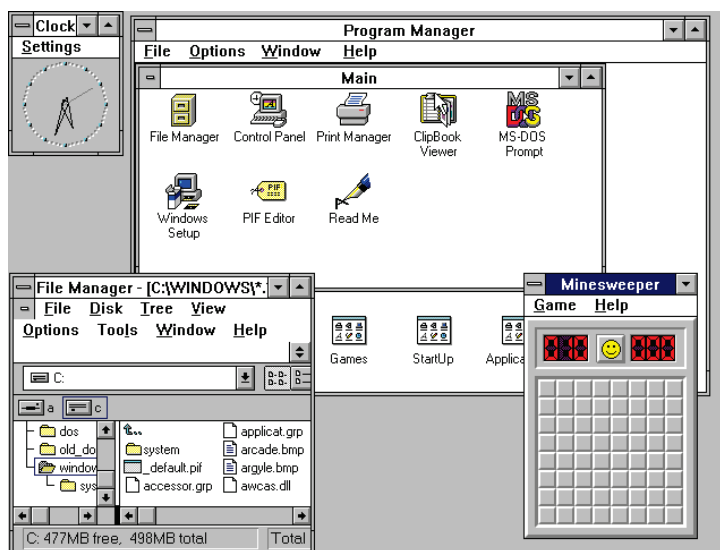 Clock
Settings
Program Manager
File Options Window Help
Main
File Manager
Control Panel
Print Manager
ClipBook Viewer
MS-DOS Prompt
Windows Setup
PIF Editor
Read Me
Games
StartUp
Applica
File Manager - [C:\WINDOWS\*.
File Disk Tree View
Options Tools Window Help
C:
a c
dos
old_do
window
sys
system
_default.pif
accessor.grp
applicat.grp
arcade.bmp
argyle.bmp
awcas.dll
C: 477MB free, 498MB total
Total
Minesweeper
Game Help
010 000